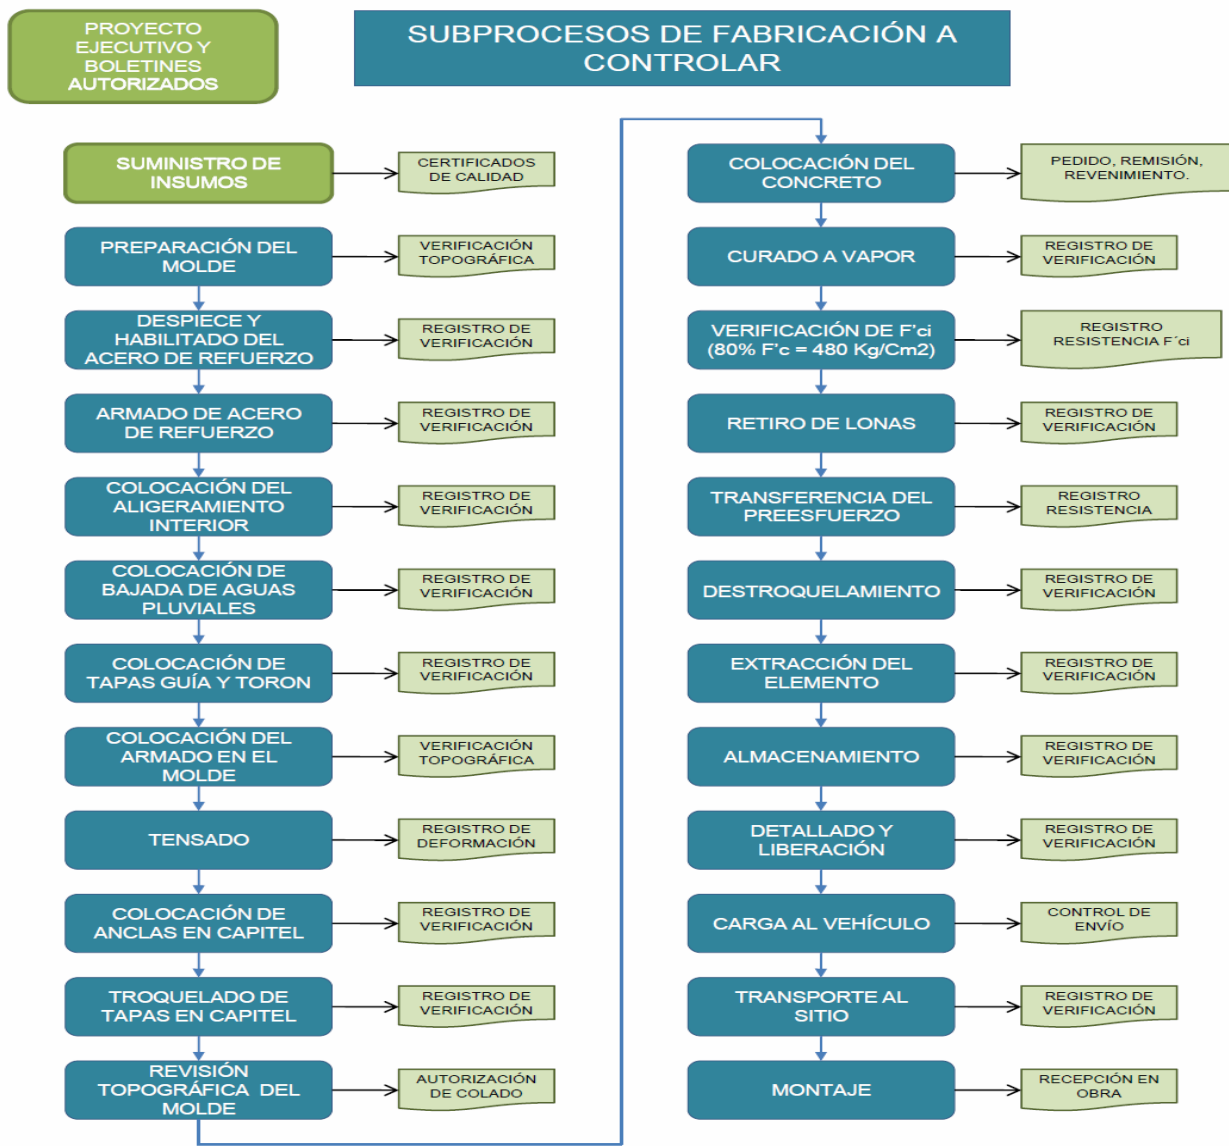 PROYECTO
EJECUTIVO Y
BOLETINES
AUTORIZADOS
SUBPROCESOS DE FABRICACIÓN A
CONTROLAR
SUMINISTRO DE
INSUMOS
CERTIFICADOS
DE CALIDAD
PREPARACIÓN DEL
MOLDE
VERIFICACIÓN
TOPOGRÁFICA
DESPIECE Y
HABILITADO DEL
ACERO DE REFUERZO
REGISTRO DE
VERIFICACIÓN
ARMADO DE ACERO
DE REFUERZO
REGISTRO DE
VERIFICACIÓN
COLOCACIÓN DEL
ALIGERAMIENTO
INTERIOR
REGISTRO DE
VERIFICACIÓN
COLOCACIÓN DE
BAJADA DE AGUAS
PLUVIALES
REGISTRO DE
VERIFICACIÓN
COLOCACIÓN DE
TAPAS GUÍA Y TORON
REGISTRO DE
VERIFICACIÓN
COLOCACIÓN DEL
ARMADO EN EL
MOLDE
VERIFICACIÓN
TOPOGRÁFICA
TENSADO
REGISTRO DE
DEFORMACIÓN
COLOCACIÓN DE
ANCLAS EN CAPITEL
REGISTRO DE
VERIFICACIÓN
TROQUELADO DE
TAPAS EN CAPITEL
REGISTRO DE
VERIFICACIÓN
REVISIÓN
TOPOGRÁFICA DEL
MOLDE
AUTORIZACIÓN
DE COLADO
COLOCACIÓN DEL
CONCRETO
PEDIDO, REMISIÓN,
REVENIMIENTO.
CURADO A VAPOR
REGISTRO DE
VERIFICACIÓN
VERIFICACIÓN DE F'ci
(80% F'c = 480 Kg/Cm2)
REGISTRO
RESISTENCIA F´ci
RETIRO DE LONAS
REGISTRO DE
VERIFICACIÓN
TRANSFERENCIA DEL
PREESFUERZO
REGISTRO
RESISTENCIA
DESTROQUELAMIENTO
REGISTRO DE
VERIFICACIÓN
EXTRACCIÓN DEL
ELEMENTO
REGISTRO DE
VERIFICACIÓN
ALMACENAMIENTO
REGISTRO DE
VERIFICACIÓN
DETALLADO Y
LIBERACIÓN
REGISTRO DE
VERIFICACIÓN
CARGA AL VEHÍCULO
CONTROL DE
ENVÍO
TRANSPORTE AL
SITIO
REGISTRO DE
VERIFICACIÓN
MONTAJE
RECEPCIÓN EN
OBRA